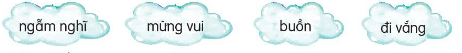 ngẫm nghĩ
mừng vui
buồn
đi vắng